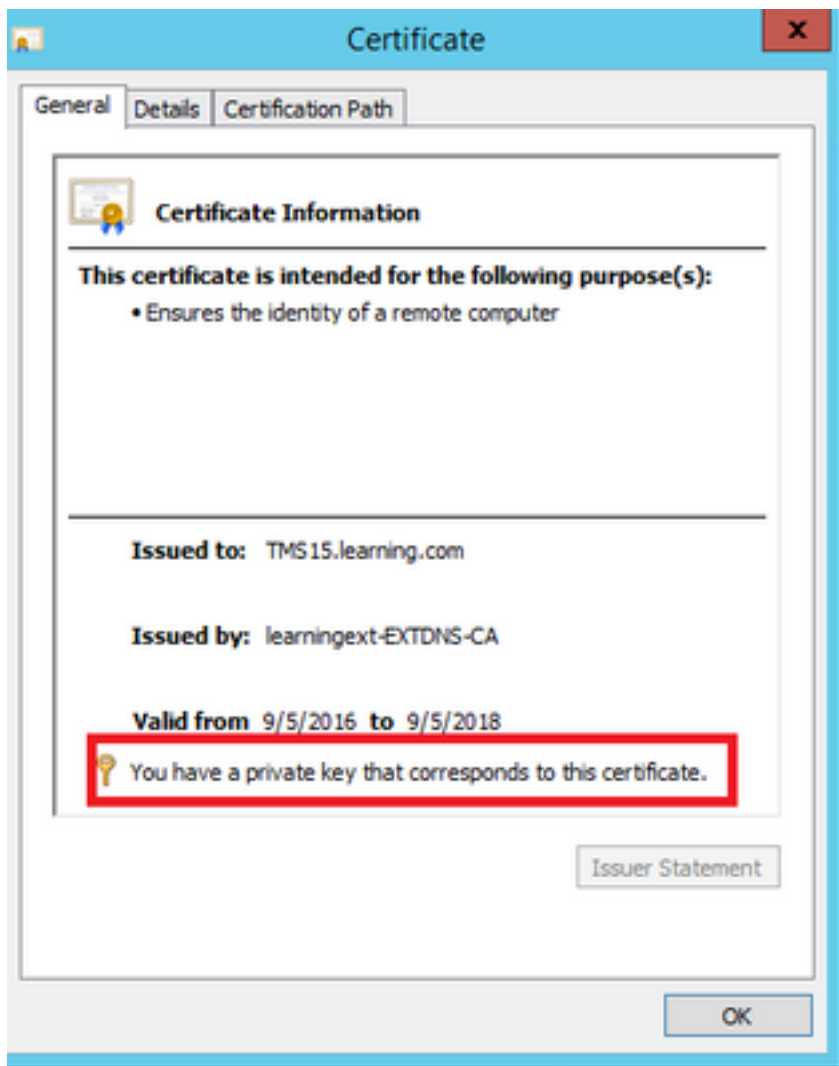 Certificate
x
General Details Certification Path
Certificate Information
This certificate is intended for the following purpose(s):
• Ensures the identity of a remote computer
Issued to: TMS15.learning.com
Issued by: learningext-EXTDNS-CA
Valid from 9/5/2016 to 9/5/2018
You have a private key that corresponds to this certificate.
Issuer Statement
OK